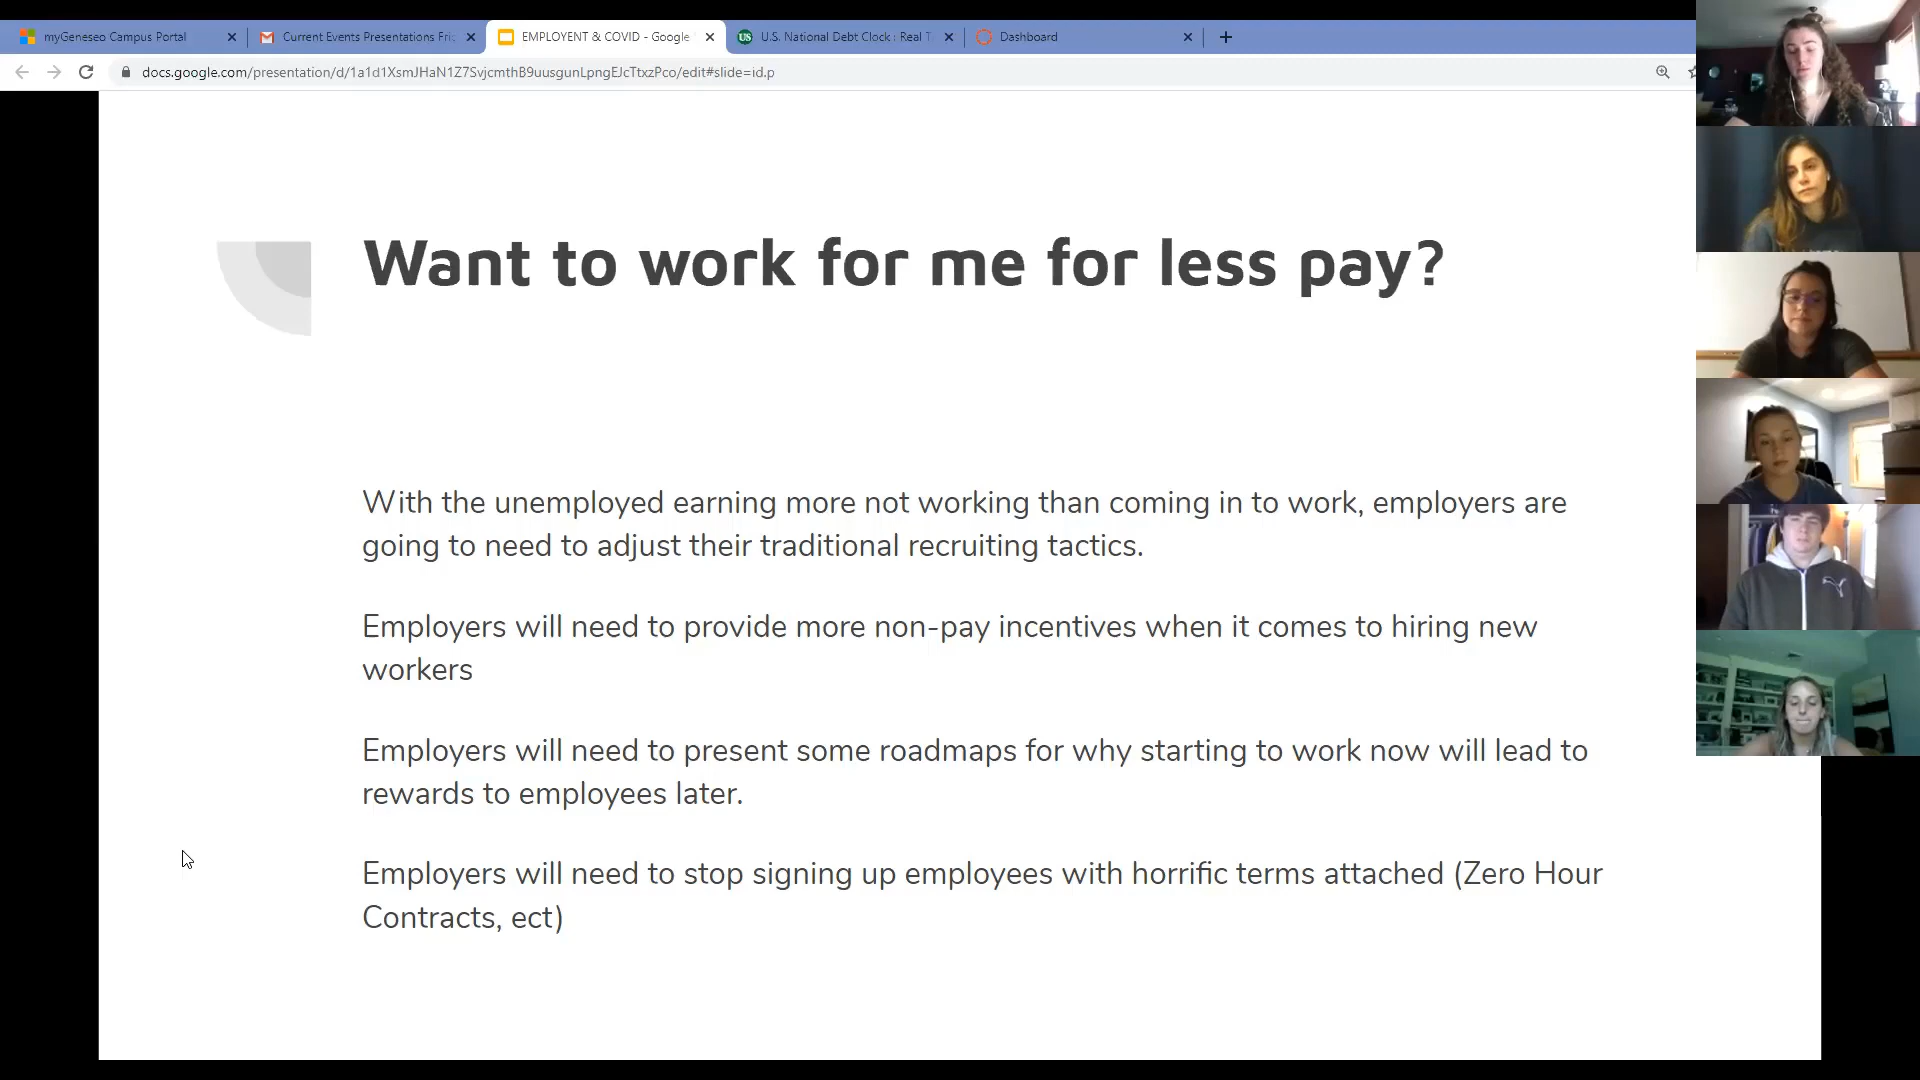 myGeneseo Campus Portal
Current Events Presentations Fri
EMPLOYENT & COVID - Google
US
U.S. National Debt Clock : Real T
Dashboard
docs.google.com/presentation/d/1a1d1XsmJHaN1Z7SvjcmthB9uusgunLpngEJcTtxzPco/edit#slide=id.p
Want to work for me for less pay?
With the unemployed earning more not working than coming in to work, employers are
going to need to adjust their traditional recruiting tactics.
Employers will need to provide more non-pay incentives when it comes to hiring new
workers
Employers will need to present some roadmaps for why starting to work now will lead to
rewards to employees later.
Employers will need to stop signing up employees with horrific terms attached (Zero Hour
Contracts, ect)